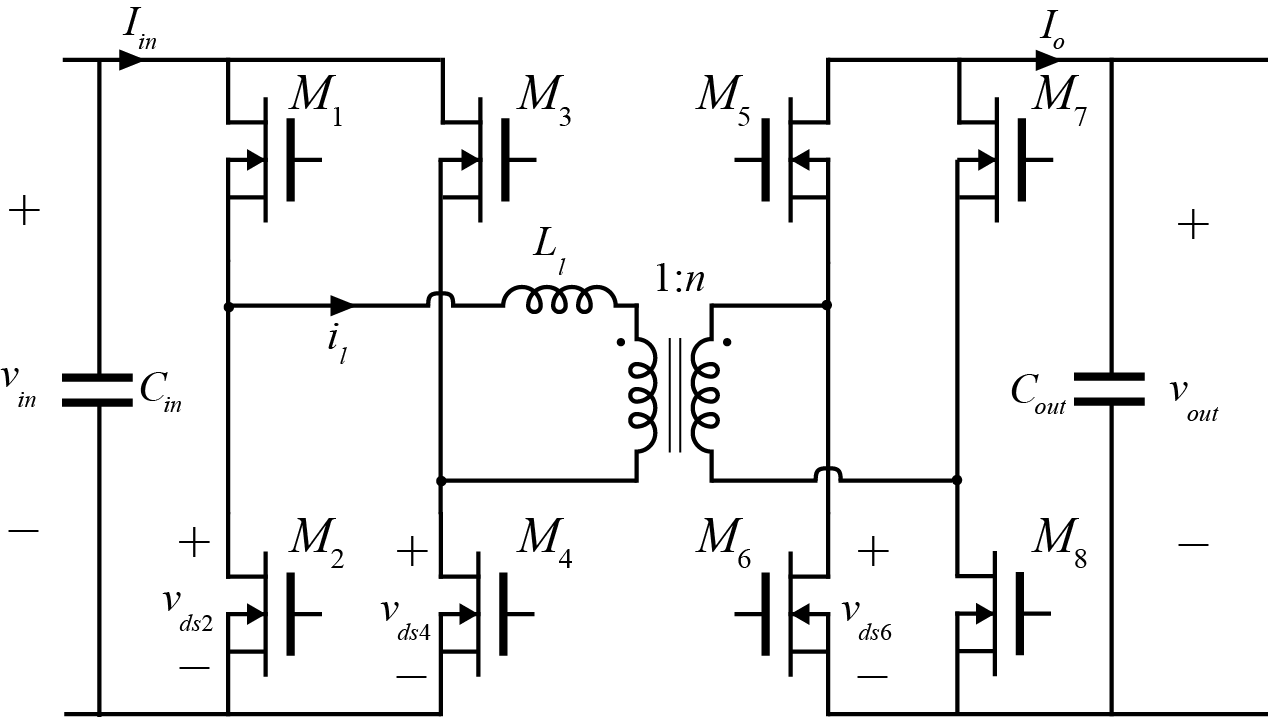 I_in
I_o
M_1
M_3
M_5
M_7
+
+
L_l
1:n
i_l
v_in
C_in
C_out
v_out
−
−
M_2
M_4
M_6
M_8
+
+
+
v_ds2
v_ds4
v_ds6
−
−
−